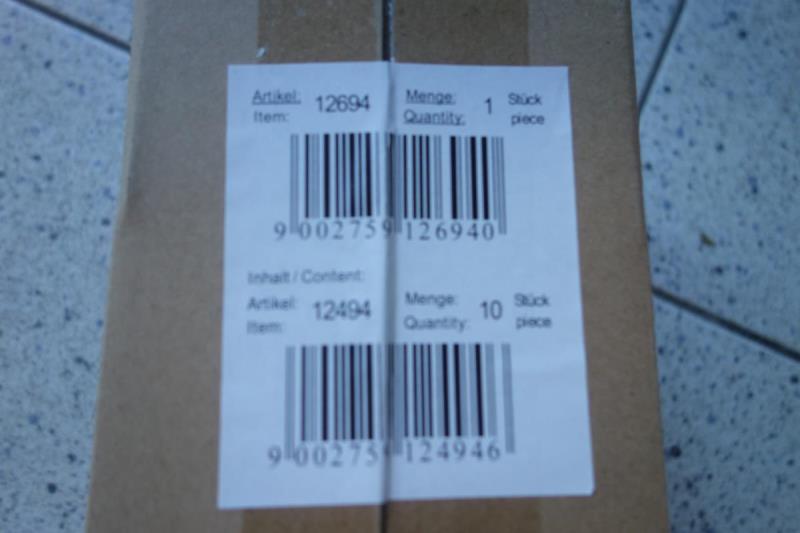 Artikel: 12694 Menge: 1 Stück
Item: Quantity: piece
9 002759 126940
Inhalt / Content:
Artikel: 12494 Menge: 10 Stück
Item: Quantity: piece
9 002759 124946